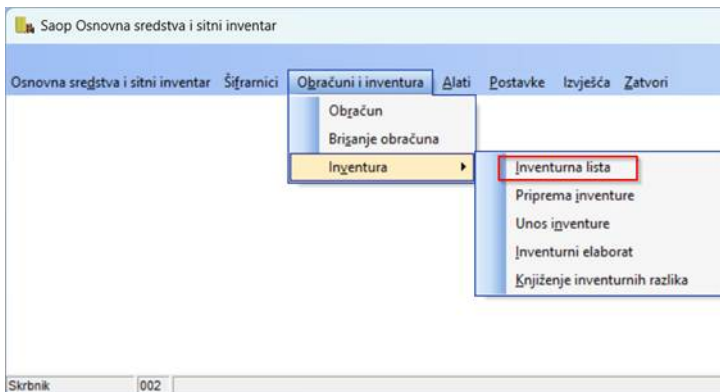 Saop Osnovna sredstva i sitni inventar
Osnovna sredstva i sitni inventar Šifrarnici Obračuni i inventura Alati Postavke Izvješća Zatvori
Obračun
Brisanje obračuna
Inventura
Inventurna lista
Priprema inventure
Unos inventure
Inventurni elaborat
Knjiženje inventurnih razlika
Skrbnik 002